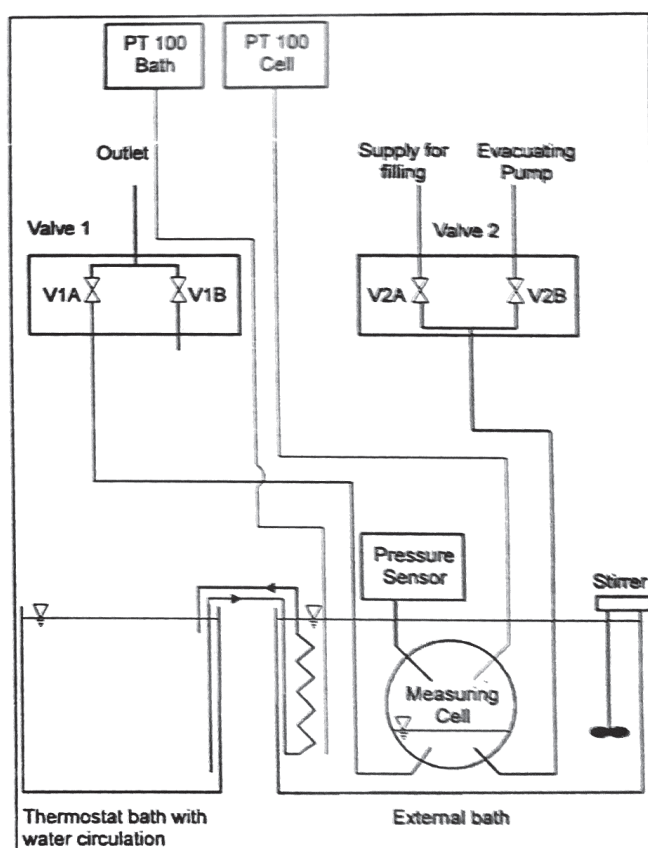 PT 100
Bath
PT 100
Cell
Outlet
Supply for
filling
Evacuating
Pump
Valve 1
Valve 2
V1A
V1B
V2A
V2B
Pressure
Sensor
Stirrer
Measuring
Cell
Thermostat bath with
water circulation
External bath